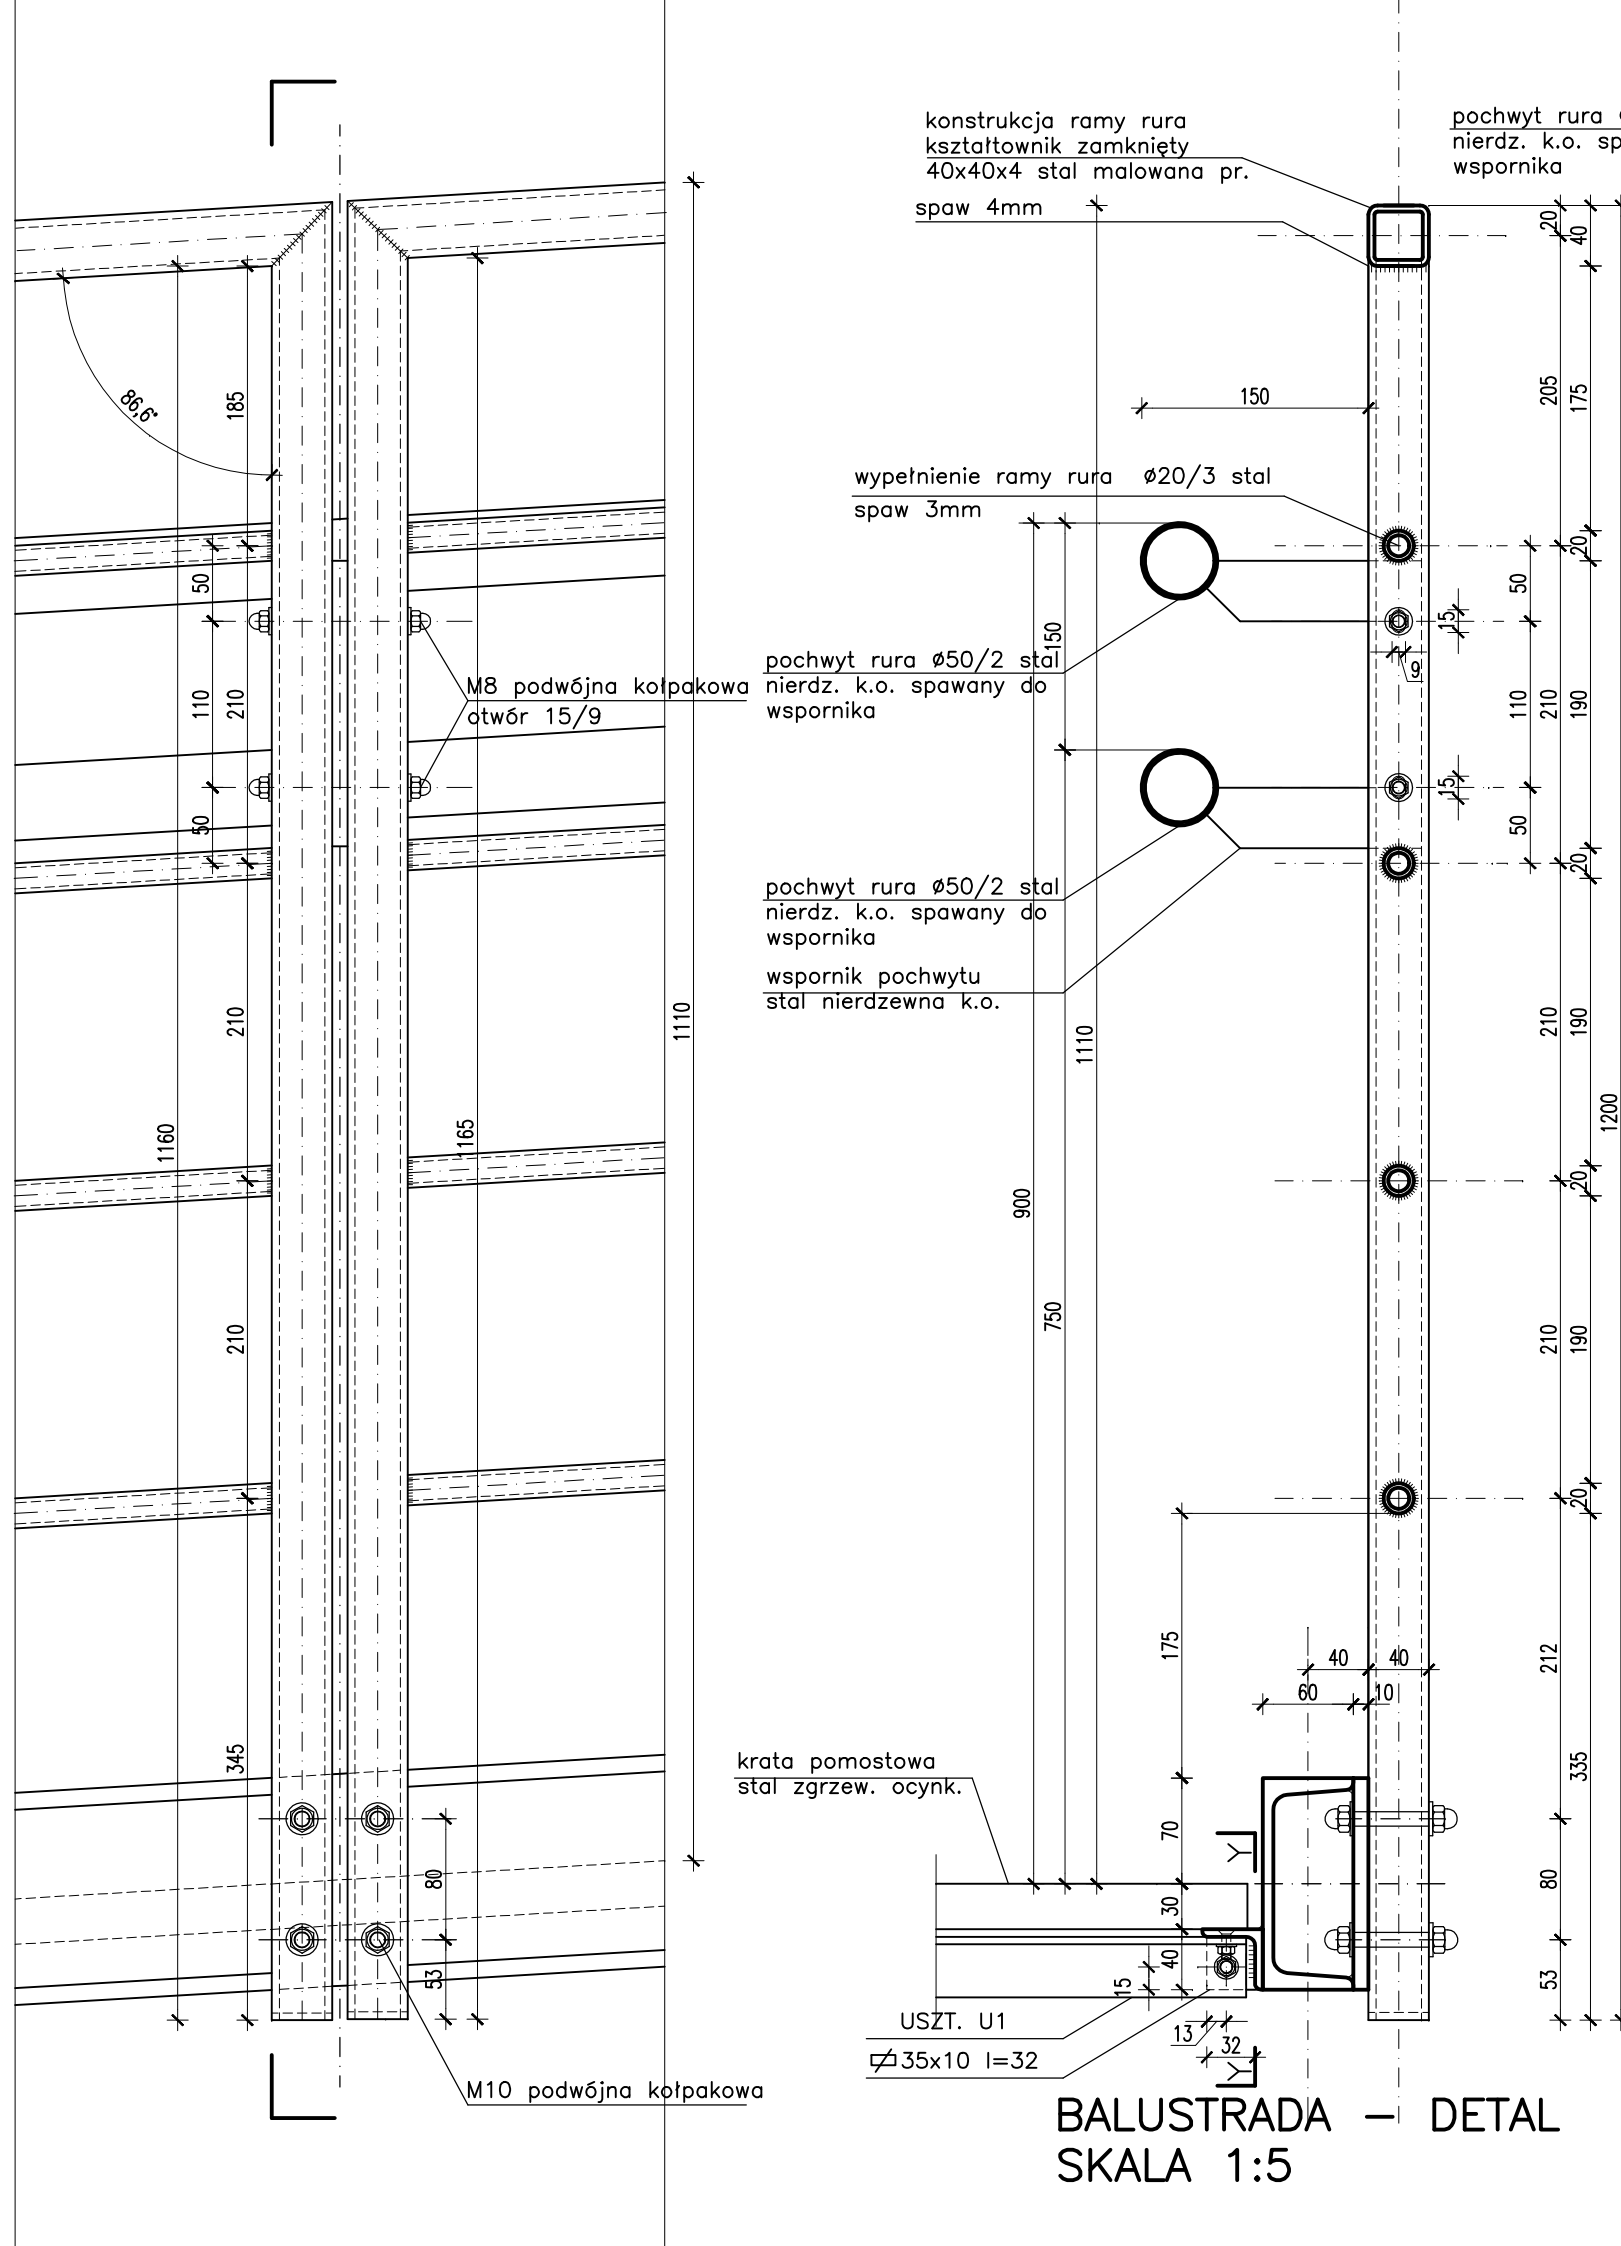 konstrukcja ramy rura
kształtownik zamknięty
40x40x4 stal malowana pr.
spaw 4mm
pochwyt rura
nierdz. k.o. sp
wspornika
20
40
86,6°
185
150
205
175
wypełnienie ramy rura ø20/3 stal
spaw 3mm
50
110
210
50
M8 podwójna kołpakowa
otwór 15/9
150
pochwyt rura ø50/2 stal
nierdz. k.o. spawany do
wspornika
20
50
15
9
110
210
190
15
50
20
pochwyt rura ø50/2 stal
nierdz. k.o. spawany do
wspornika
wspornik pochwytu
stal nierdzewna k.o.
210
1110
1110
210
190
1160
1165
900
750
1200
20
210
210
190
20
175
40
40
60
10
212
345
335
krata pomostowa
stal zgrzew. ocynk.
70
Y
80
30
80
53
40
15
53
USZT. U1
35x10 l=32
13
32
Y
M10 podwójna kołpakowa
BALUSTRADA – DETAL
SKALA 1:5